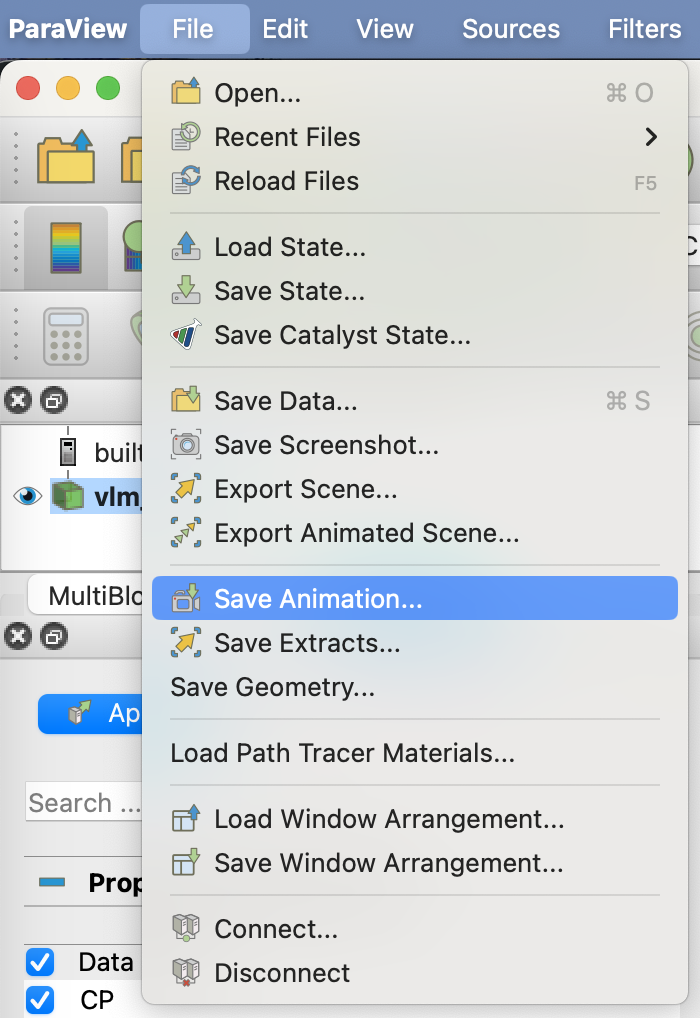 ParaView File Edit View Sources Filters
Open... ⌘ O
Recent Files
Reload Files F5
Load State...
Save State...
Save Catalyst State...
Save Data... ⌘ S
Save Screenshot...
Export Scene...
Export Animated Scene...
Save Animation...
Save Extracts...
Save Geometry...
Load Path Tracer Materials...
Load Window Arrangement...
Save Window Arrangement...
Connect...
Disconnect
built
vlm_
MultiBlo
Ap
Search ...
Prop
Data
CP